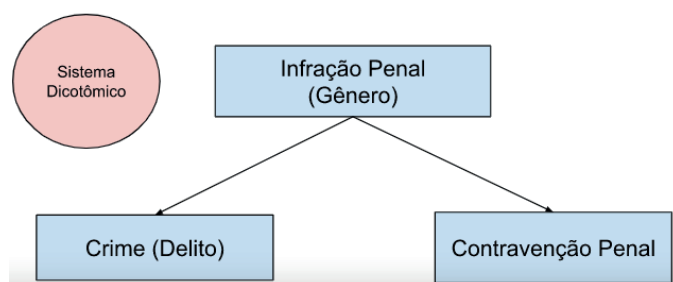 Sistema
Dicotômico
Infração Penal
(Gênero)
Crime (Delito)
Contravenção Penal